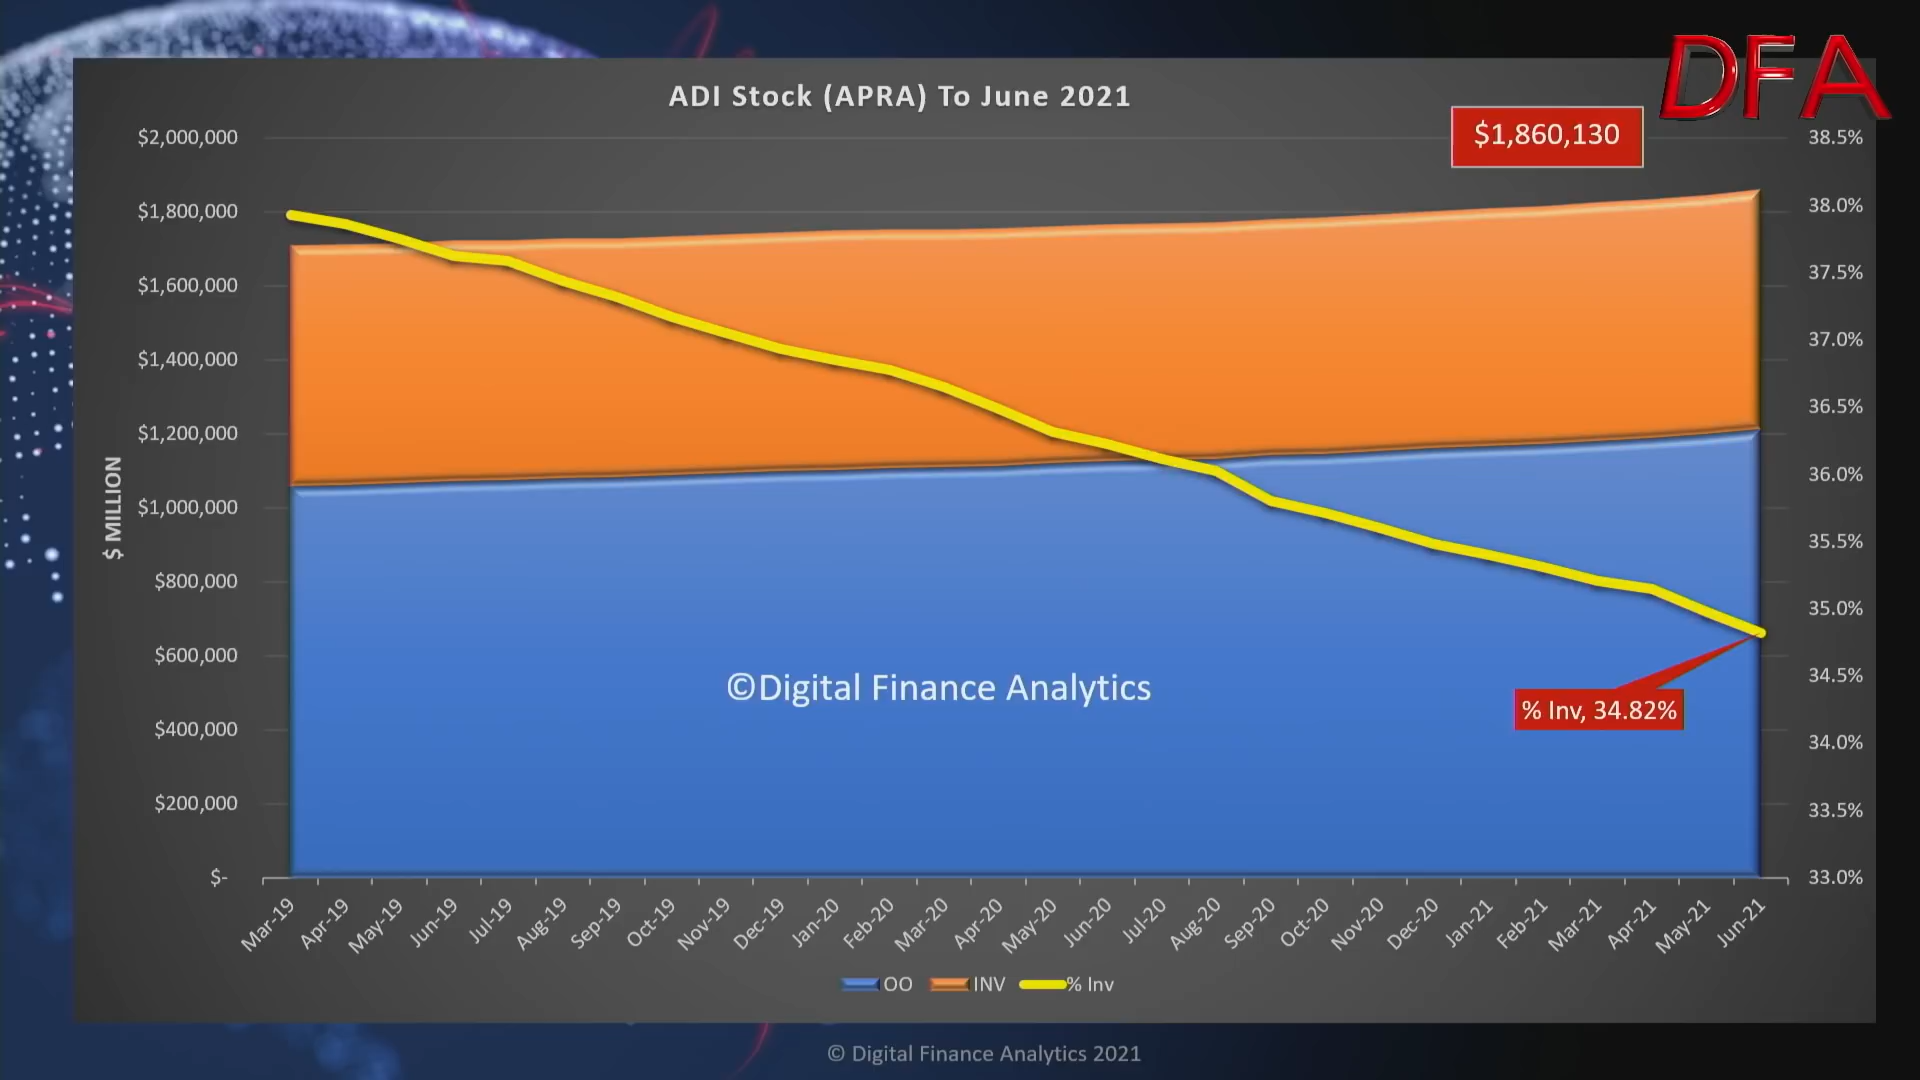 DFA
ADI Stock (APRA) To June 2021
$1,860,130
$2,000,000
$1,800,000
$1,600,000
$1,400,000
$1,200,000
$1,000,000
$800,000
$600,000
$400,000
$200,000
$-
$ MILLION
38.5%
38.0%
37.5%
37.0%
36.5%
36.0%
35.5%
35.0%
34.5%
34.0%
33.5%
33.0%
©Digital Finance Analytics
% Inv, 34.82%
Mar-19
Apr-19
May-19
Jun-19
Jul-19
Aug-19
Sep-19
Oct-19
Nov-19
Dec-19
Jan-20
Feb-20
Mar-20
Apr-20
May-20
Jun-20
Jul-20
Aug-20
Sep-20
Oct-20
Nov-20
Dec-20
Jan-21
Feb-21
Mar-21
Apr-21
May-21
Jun-21
OO INV % Inv
© Digital Finance Analytics 2021